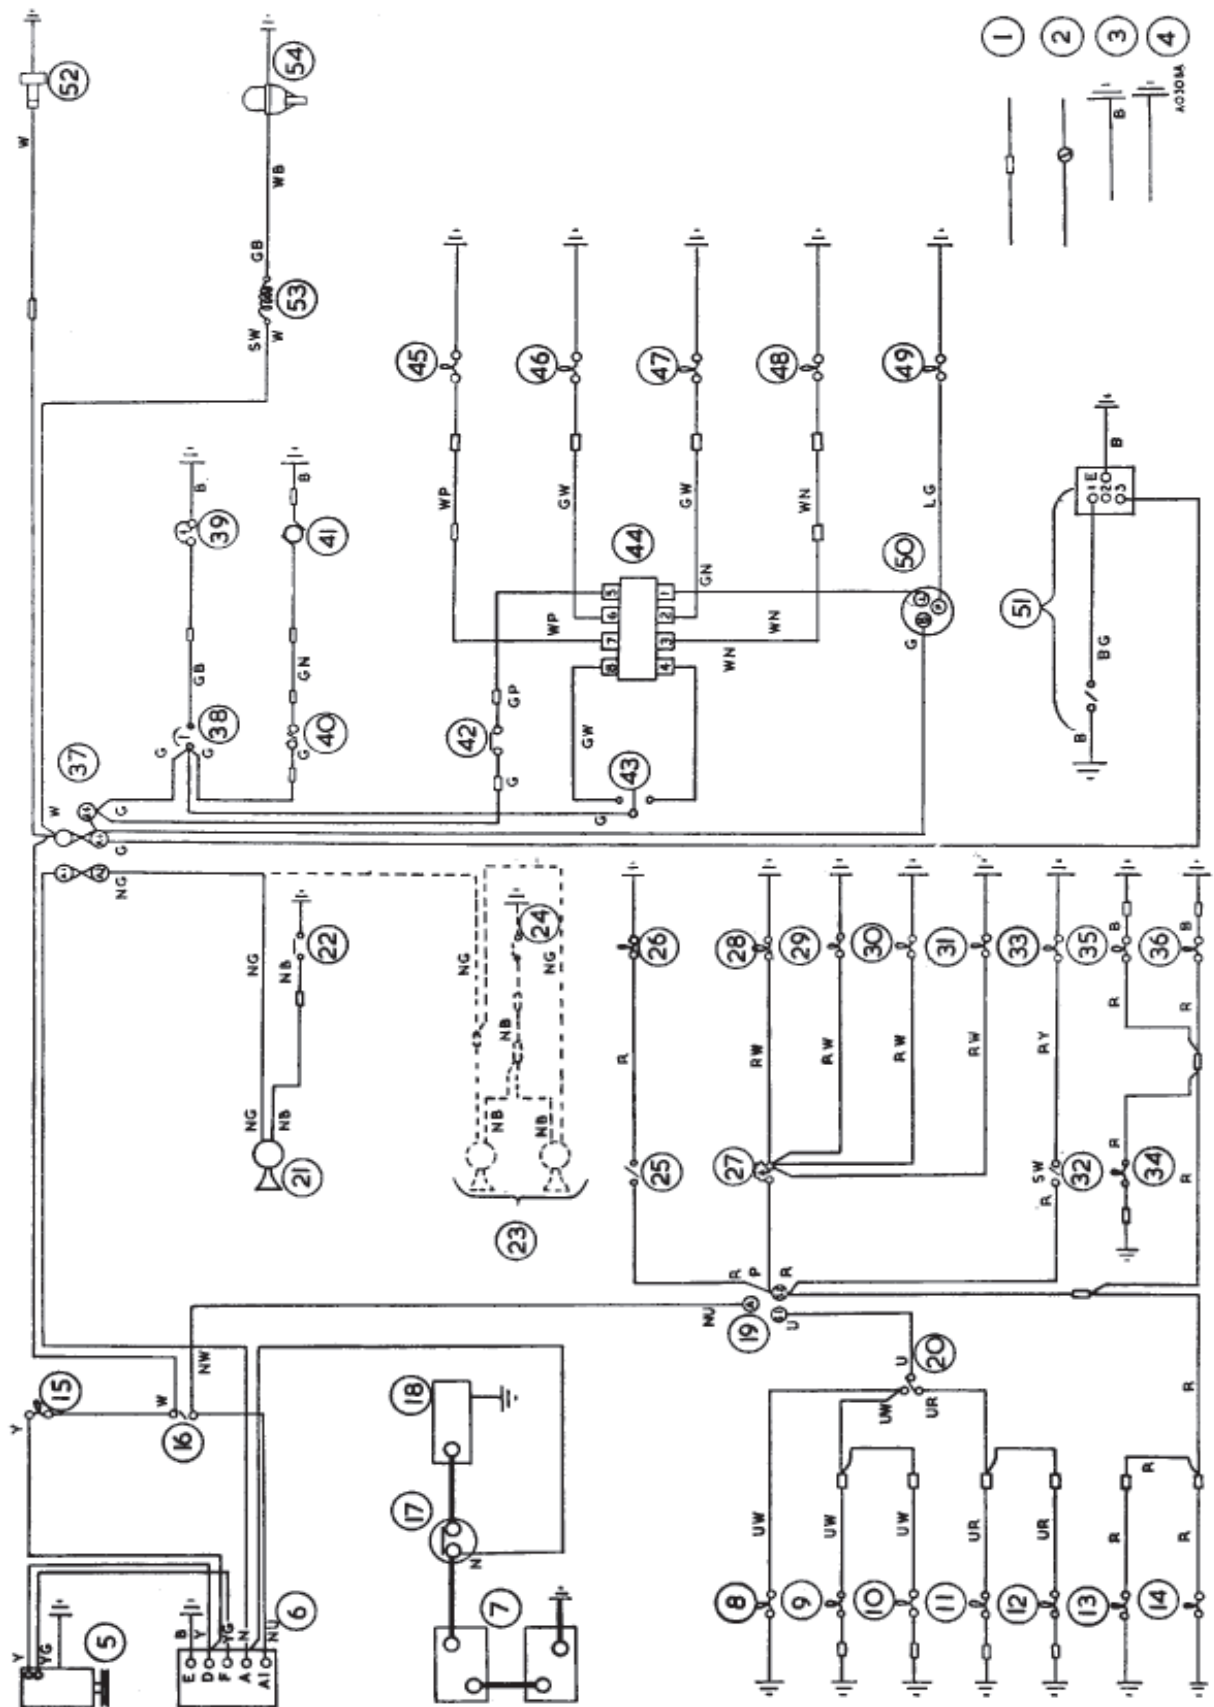 52
W
54
WB
GB
53
SW
W
1
2
3
B
4
A0308A
45
WP
WP
46
GW
47
GW
GN
48
WN
WN
WN
49
LG
50
G
44
5
6
7
8
1
2
3
4
39
B
GB
38
G
G
41
B
GN
40
G
37
W
G
G
NG
42
GP
G
43
GW
G
51
1
E
2
3
B
BG
B
22
NB
NG
NG
NB
21
24
NG
NG
NB
NB
NB
23
26
R
25
R
28
RW
27
P
29
RW
30
RW
31
RW
33
RY
SW
32
R
R
35
B
R
R
34
36
B
R
R
19
A
NU
U
20
U
UW
UR
15
Y
16
W
NW
18
17
N
7
5
Y
YG
6
E
D
F
A
A1
B
Y
YG
N
NU
8
UW
9
UW
10
UW
11
UR
12
UR
13
R
R
14
R
R